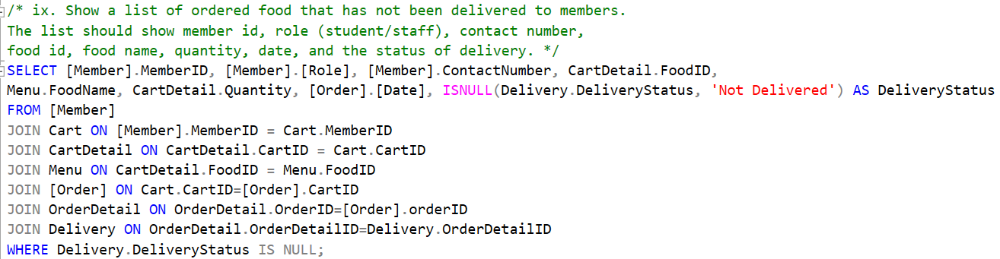 /* ix. Show a list of ordered food that has not been delivered to members.
The list should show member id, role (student/staff), contact number,
food id, food name, quantity, date, and the status of delivery. */
SELECT [Member].MemberID, [Member].[Role], [Member].ContactNumber, CartDetail.FoodID,
Menu.FoodName, CartDetail.Quantity, [Order].[Date], ISNULL(Delivery.DeliveryStatus, 'Not Delivered') AS DeliveryStatus
FROM [Member]
JOIN Cart ON [Member].MemberID = Cart.MemberID
JOIN CartDetail ON CartDetail.CartID = Cart.CartID
JOIN Menu ON CartDetail.FoodID = Menu.FoodID
JOIN [Order] ON Cart.CartID=[Order].CartID
JOIN OrderDetail ON OrderDetail.OrderID=[Order].orderID
JOIN Delivery ON OrderDetail.OrderDetailID=Delivery.OrderDetailID
WHERE Delivery.DeliveryStatus IS NULL;